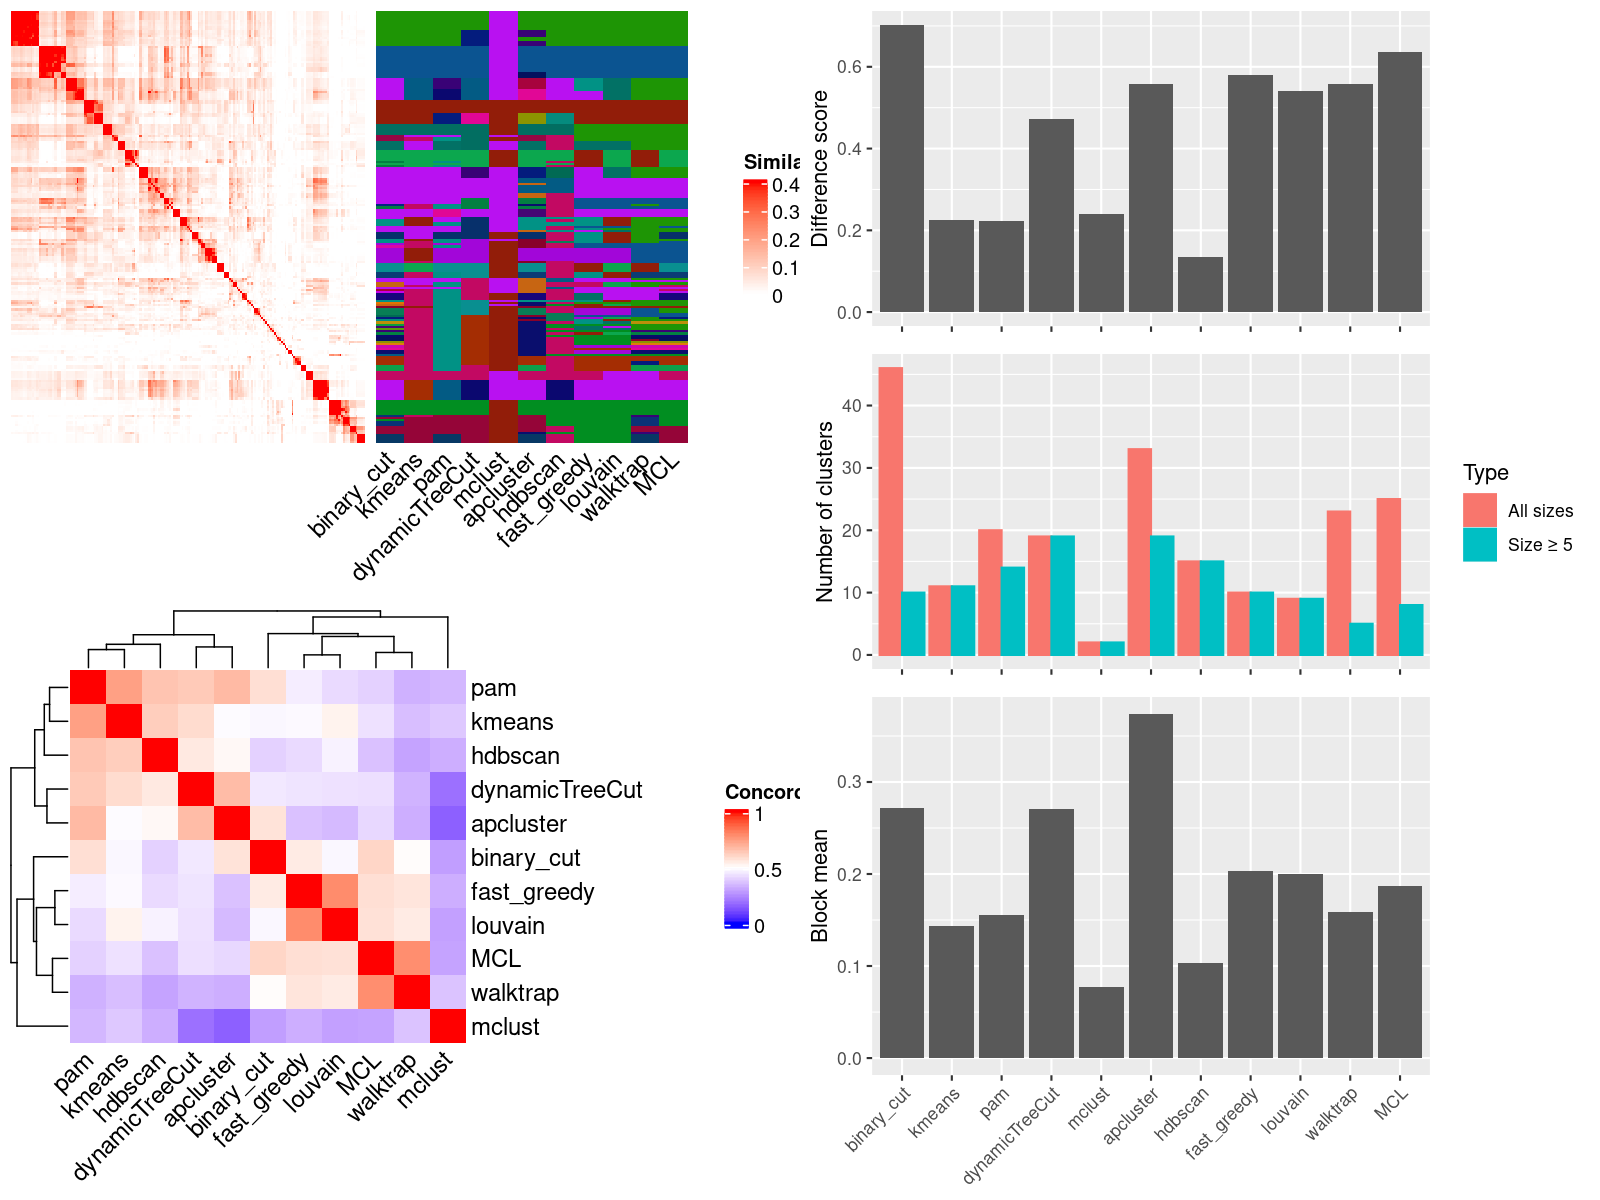 Simila
0.4
0.3
0.2
0.1
0
binary_cut
kmeans
pam
dynamicTreeCut
mclust
apcluster
hdbscan
fast_greedy
louvain
walktrap
MCL
pam
kmeans
hdbscan
dynamicTreeCut
apcluster
binary_cut
fast_greedy
louvain
MCL
walktrap
mclust
Concord
1
0.5
0
pam
kmeans
hdbscan
dynamicTreeCut
apcluster
binary_cut
fast_greedy
louvain
MCL
walktrap
mclust
Difference score
0.6
0.4
0.2
0.0
Number of clusters
40
30
20
10
0
Type
All sizes
Size ≥ 5
Block mean
0.3
0.2
0.1
0.0
binary_cut
kmeans
pam
dynamicTreeCut
mclust
apcluster
hdbscan
fast_greedy
louvain
walktrap
MCL